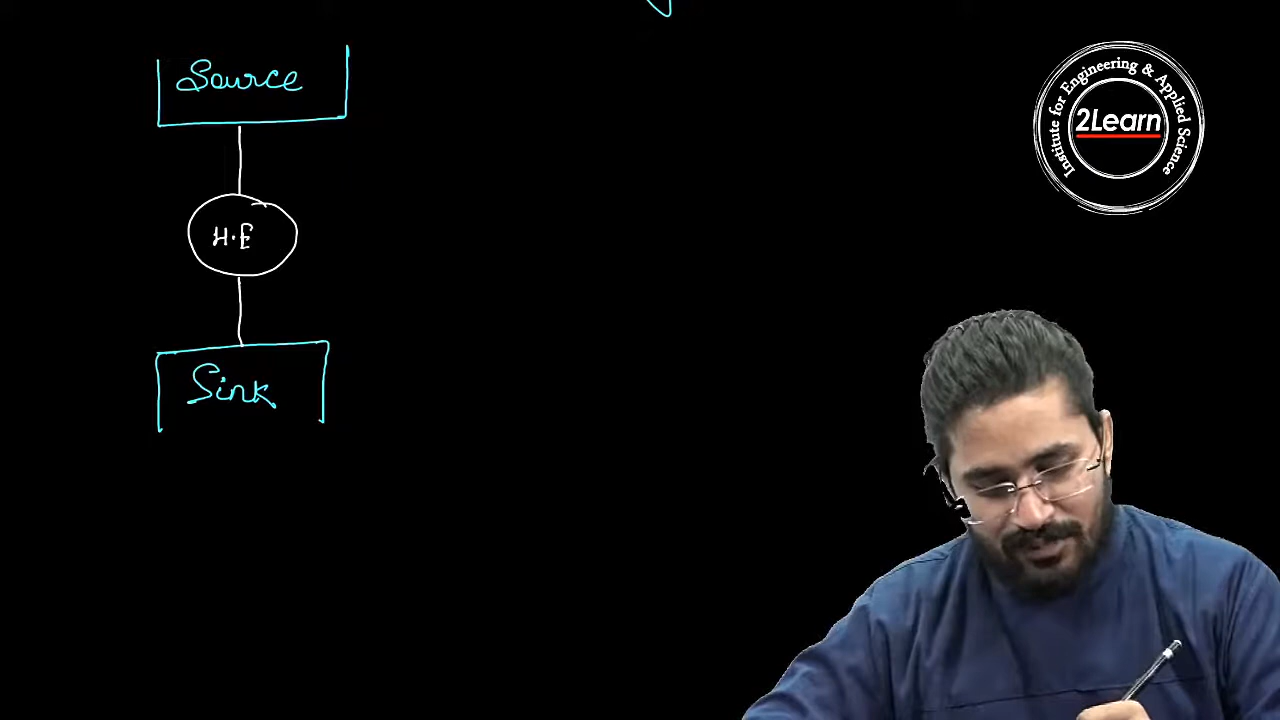 Source
H.E
Sink
Institute for Engineering & Applied Science
2Learn